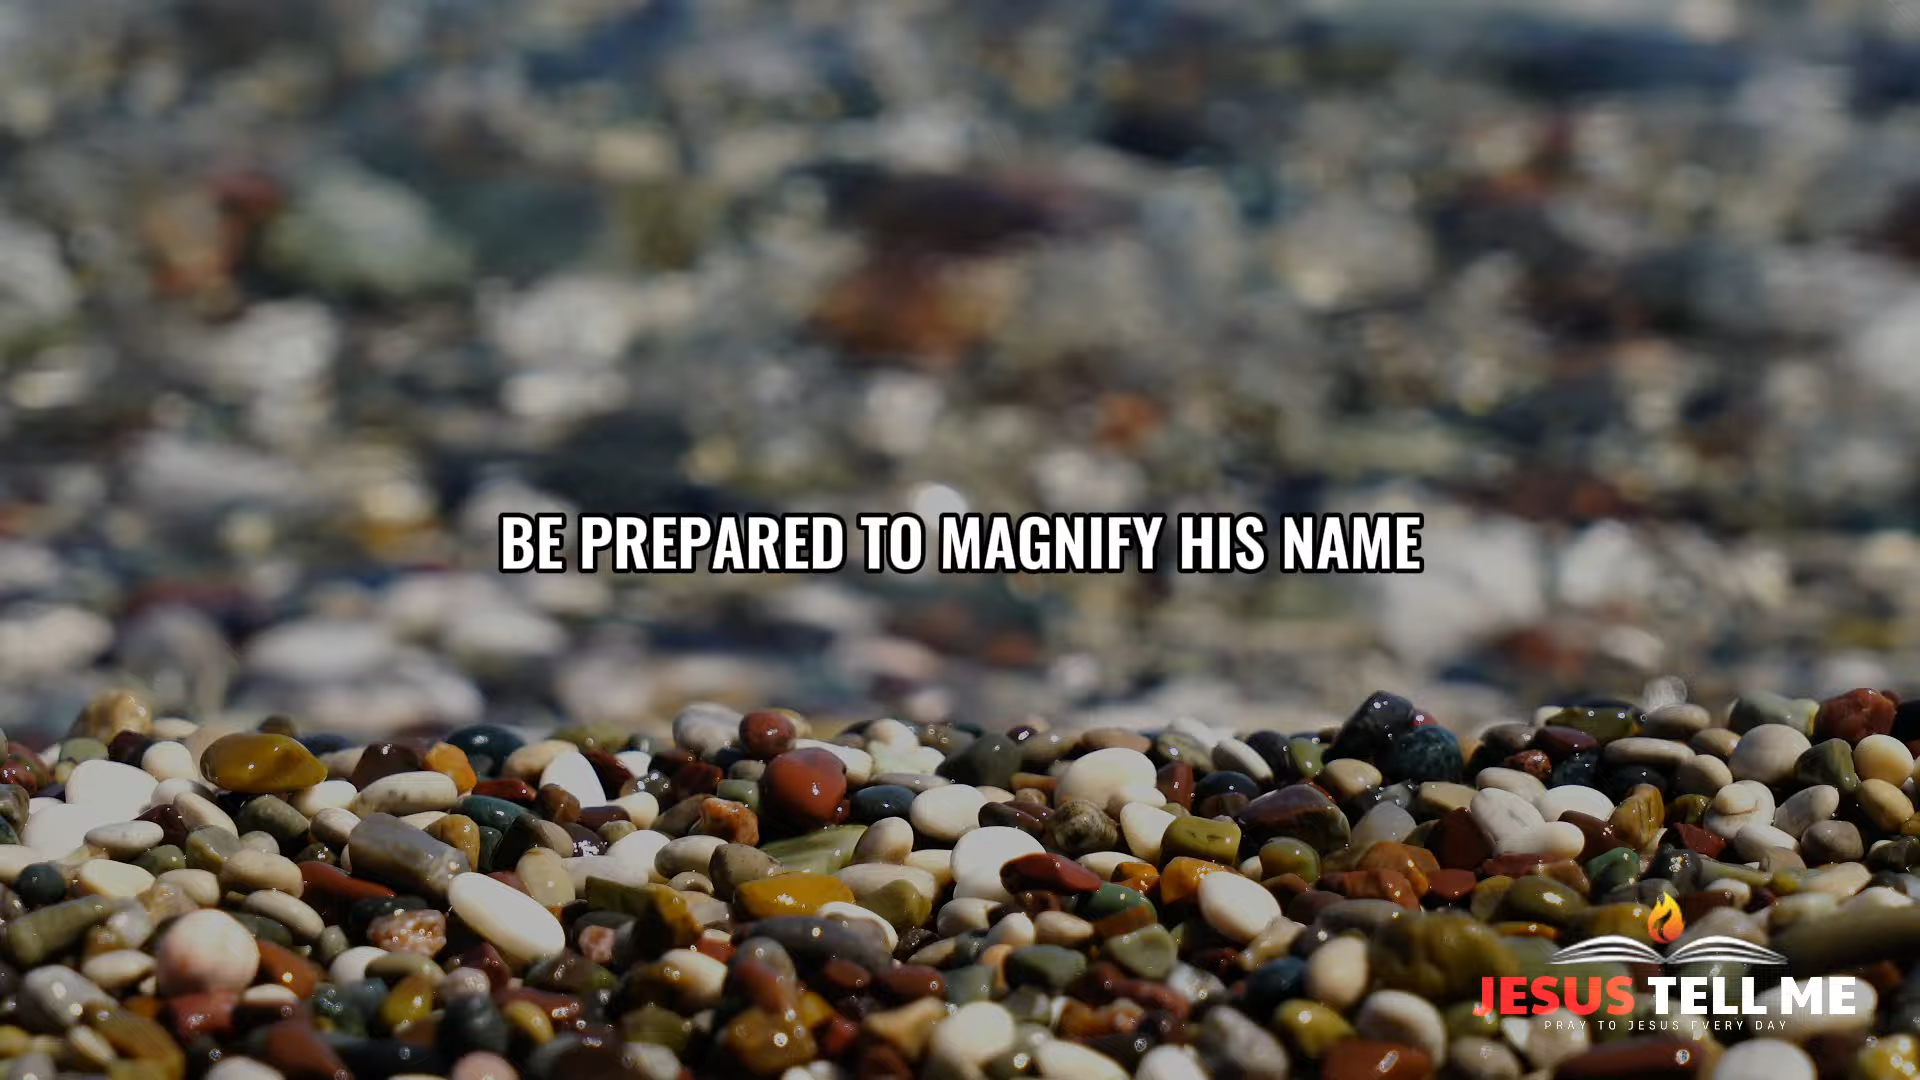 BE PREPARED TO MAGNIFY HIS NAME
JESUS TELL ME
PRAY TO JESUS EVERY DAY